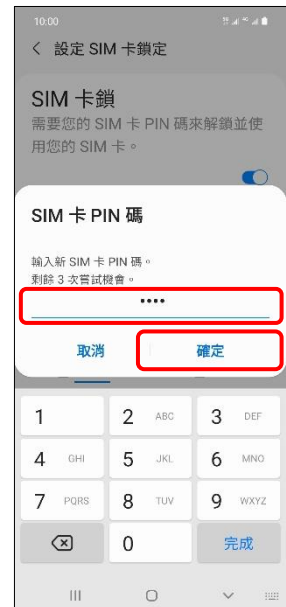 10:00
設定 SIM 卡鎖定
SIM 卡鎖
需要您的 SIM 卡 PIN 碼來解鎖並使
用您的 SIM 卡。
SIM 卡 PIN 碼
輸入新 SIM 卡 PIN 碼。
剩餘 3 次嘗試機會。
••••
取消 確定
1 2 ABC 3 DEF
4 GHI 5 JKL 6 MNO
7 PQRS 8 TUV 9 WXYZ
0 完成